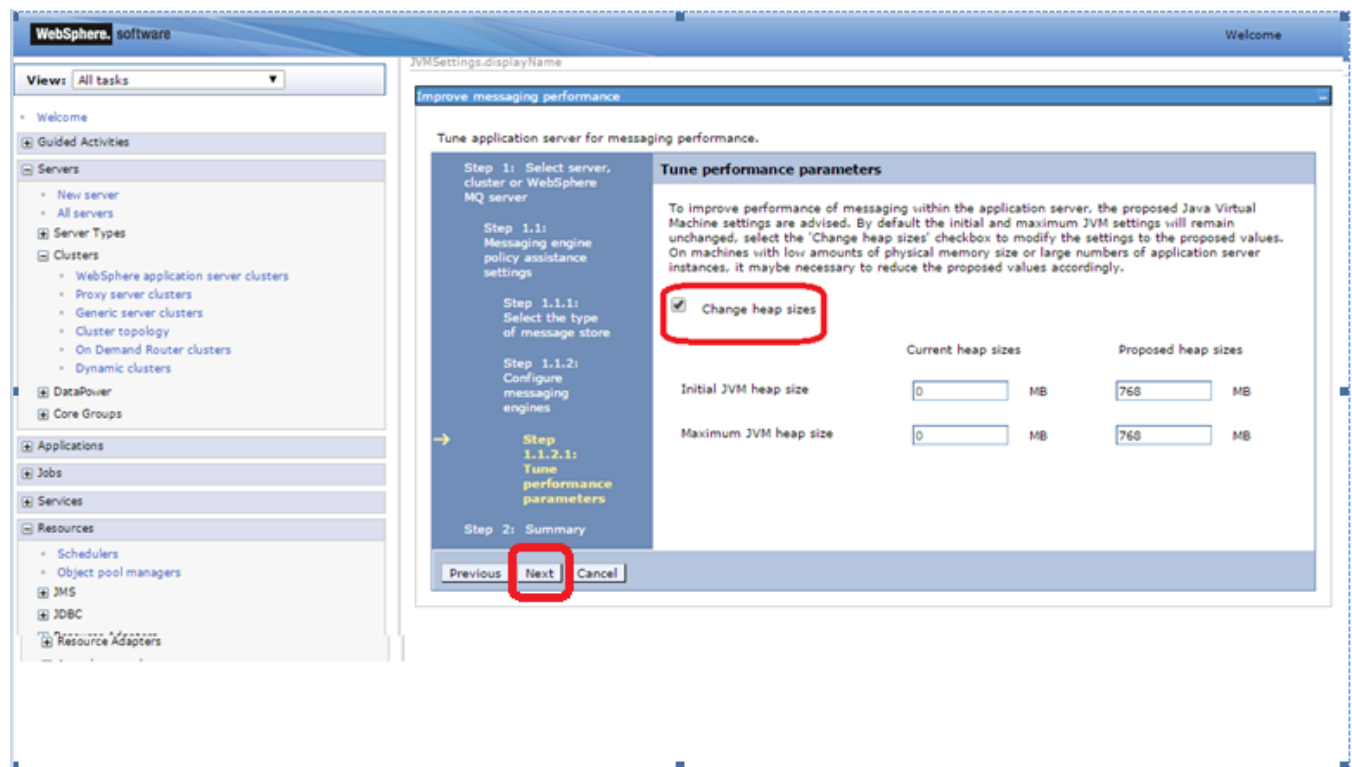 WebSphere. software
Welcome
View: All tasks
Welcome
Guided Activities
Servers
New server
All servers
Server Types
Clusters
WebSphere application server clusters
Proxy server clusters
Generic server clusters
Cluster topology
On Demand Router clusters
Dynamic clusters
DataPower
Core Groups
Applications
Jobs
Services
Resources
Schedulers
Object pool managers
JMS
JDBC
Resource Adapters
JVMSettings.displayName
Improve messaging performance
Tune application server for messaging performance.
Step 1: Select server,
cluster or WebSphere
MQ server
Step 1.1:
Messaging engine
policy assistance
settings
Step 1.1.1:
Select the type
of message store
Step 1.1.2:
Configure
messaging
engines
Step
1.1.2.1:
Tune
performance
parameters
Step 2: Summary
Tune performance parameters
To improve performance of messaging within the application server, the proposed Java Virtual
Machine settings are advised. By default the initial and maximum JVM settings will remain
unchanged, select the 'Change heap sizes' checkbox to modify the settings to the proposed values.
On machines with low amounts of physical memory size or large numbers of application server
instances, it maybe necessary to reduce the proposed values accordingly.
Change heap sizes
Current heap sizes Proposed heap sizes
Initial JVM heap size 0 MB 768 MB
Maximum JVM heap size 0 MB 768 MB
Previous Next Cancel